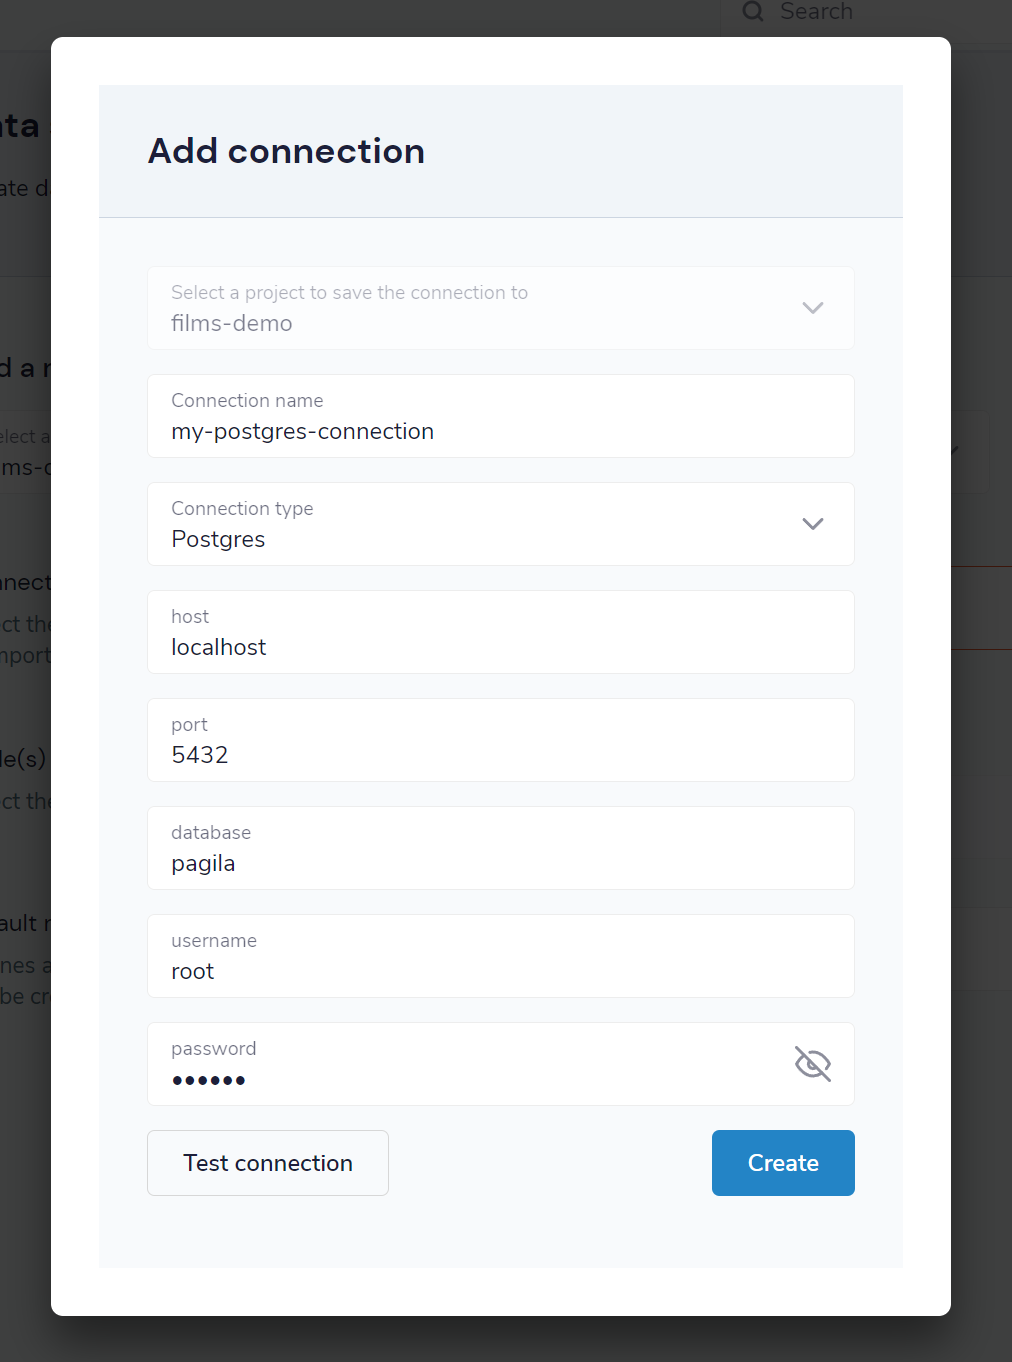 Search
Add connection
Select a project to save the connection to
films-demo
Connection name
my-postgres-connection
Connection type
Postgres
host
localhost
port
5432
database
pagila
username
root
password
••••••
Test connection
Create